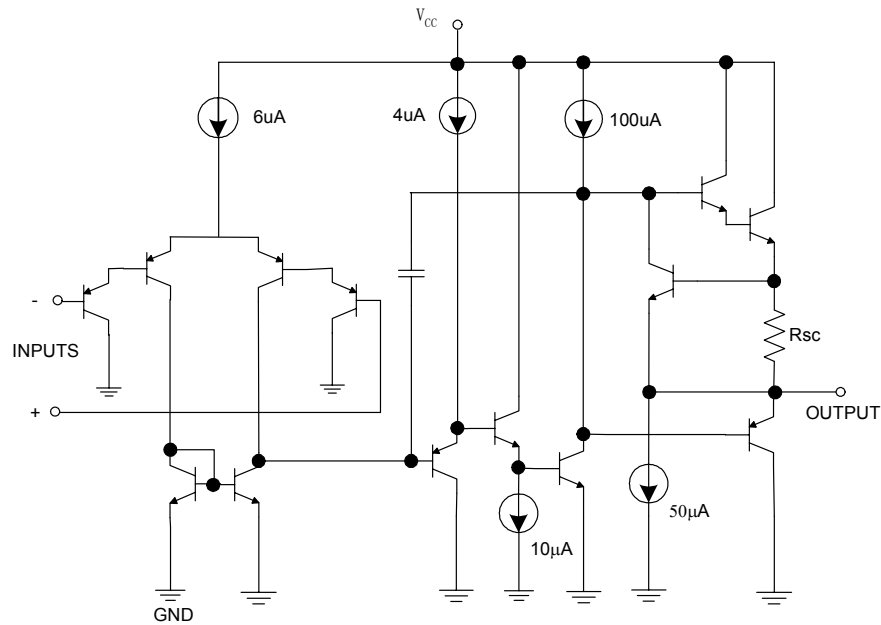 VCC
6uA
4uA
100uA
-
INPUTS
+
Rsc
OUTPUT
50μA
10μA
GND